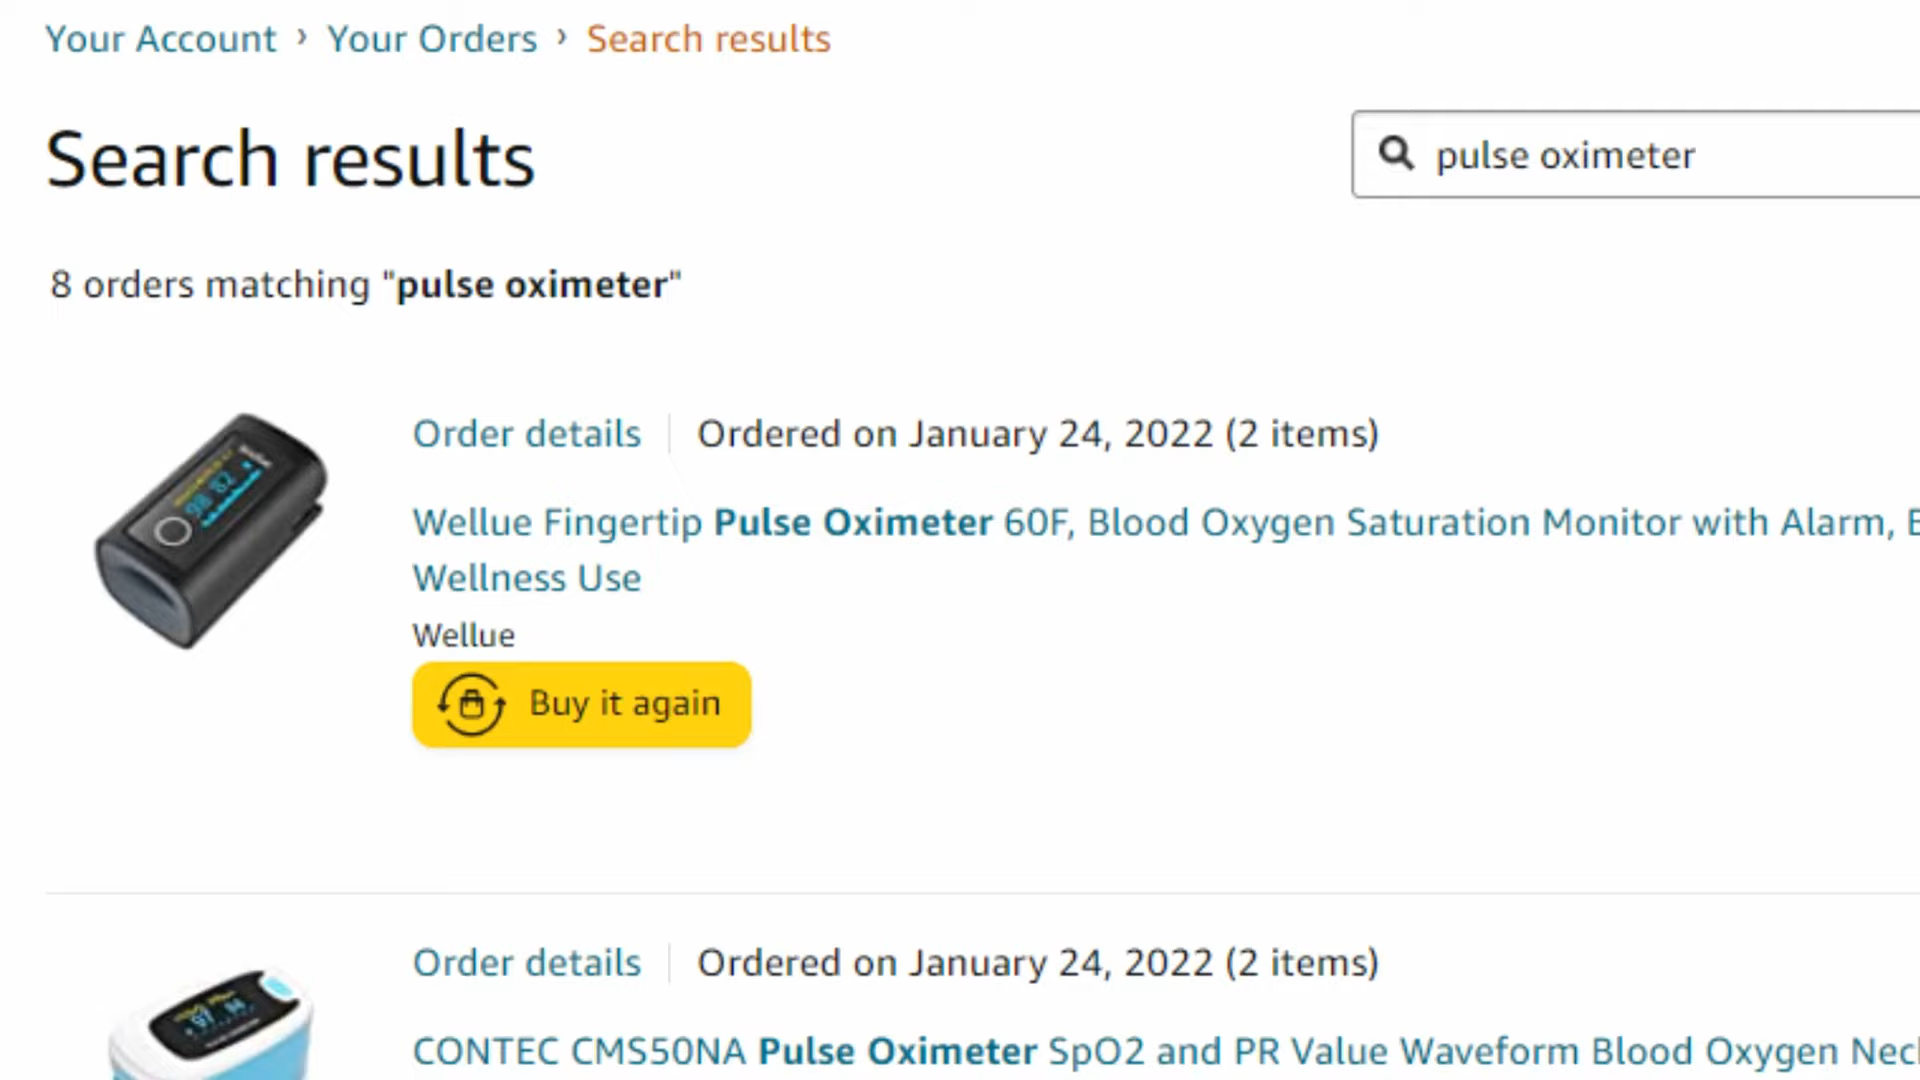 Your Account › Your Orders › Search results
Search results
pulse oximeter
8 orders matching "pulse oximeter"
Order details | Ordered on January 24, 2022 (2 items)
Wellue Fingertip Pulse Oximeter 60F, Blood Oxygen Saturation Monitor with Alarm,
Wellness Use
Wellue
Buy it again
Order details | Ordered on January 24, 2022 (2 items)
CONTEC CMS50NA Pulse Oximeter SpO2 and PR Value Waveform Blood Oxygen